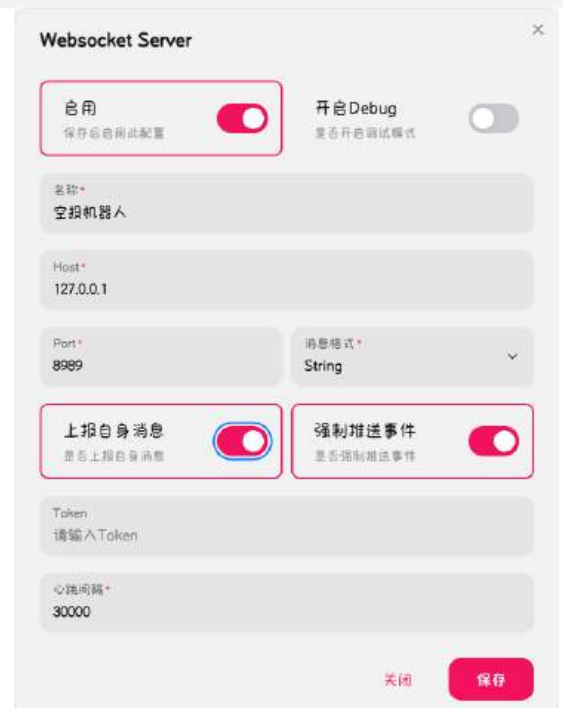 Websocket Server
启用
保存后启用此配置
开启Debug
是否开启调试模式
名称*
空投机器人
Host*
127.0.0.1
Port*
8989
消息格式*
String
上报自身消息
是否上报自身消息
强制推送事件
是否强制推送事件
Token
请输入Token
心跳间隔*
30000
关闭
保存